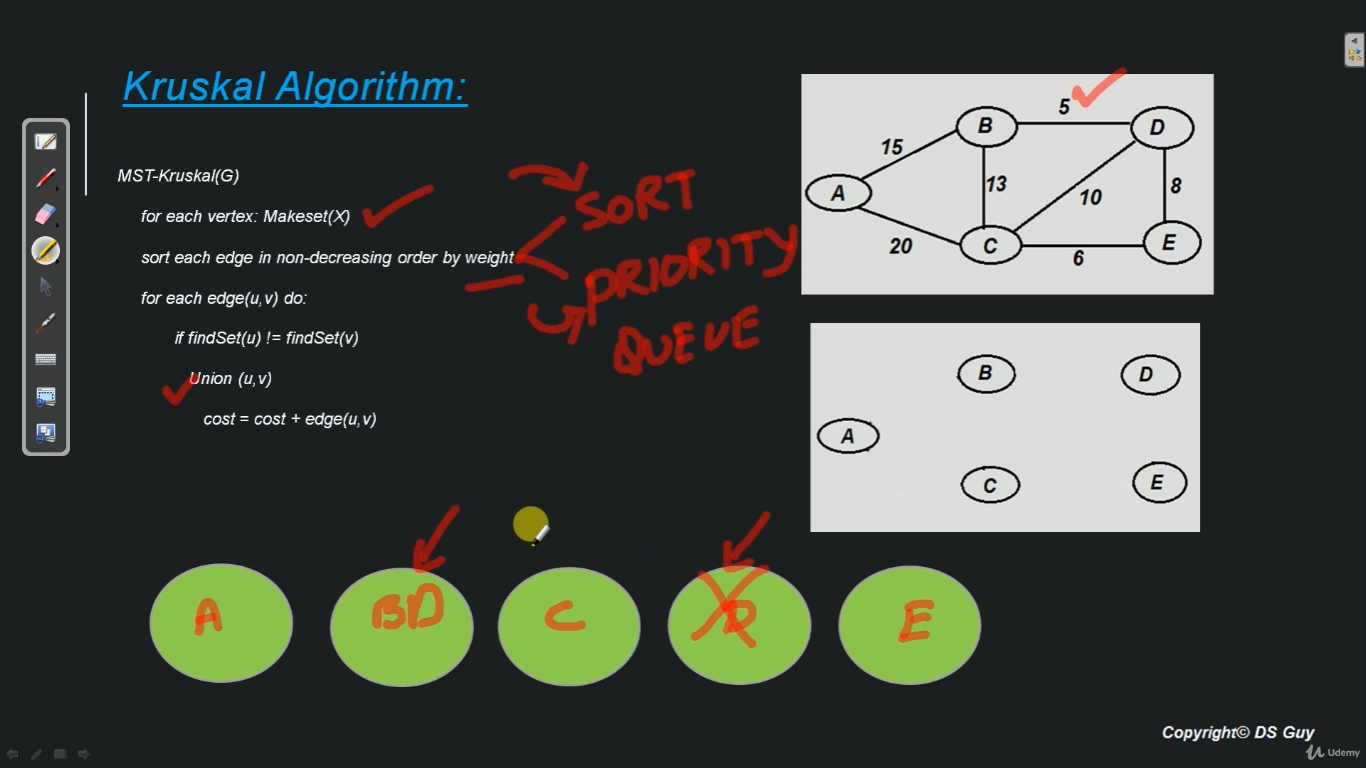 Kruskal Algorithm:
MST-Kruskal(G)
for each vertex: Makeset(X)
sort each edge in non-decreasing order by weight
for each edge(u,v) do:
if findSet(u) != findSet(v)
Union (u,v)
cost = cost + edge(u,v)
SORT
PRIORITY
QUEUE
5
B D
15
13 10 8
A
20 C 6 E
B D
A
C E
A BD C D E
Copyright© DS Guy
Udemy